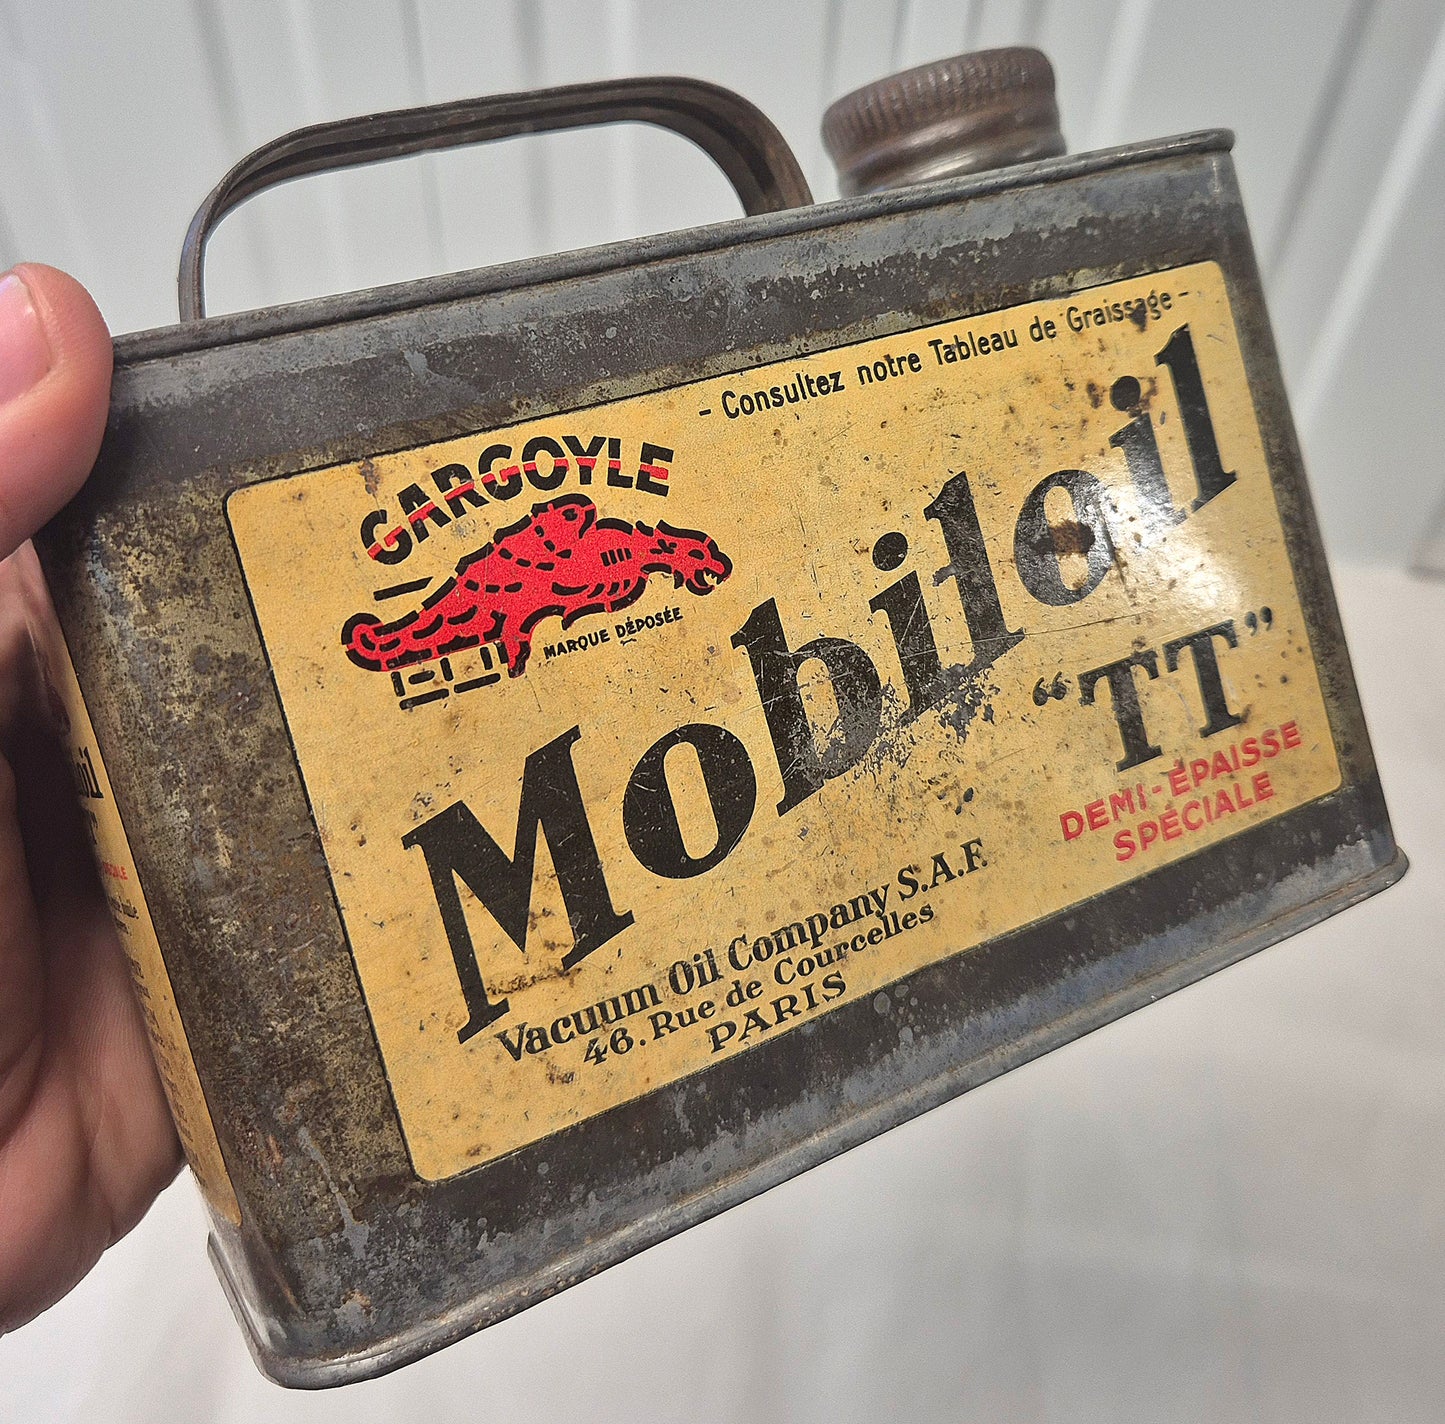 - Consultez notre Tableau de Graissage -
GARGOYLE
MARQUE DÉPOSÉE
Mobiloil
"TT"
DEMI-ÉPAISSE
SPÉCIALE
Vacuum Oil Company S.A.F.
46. Rue de Courcelles
PARIS